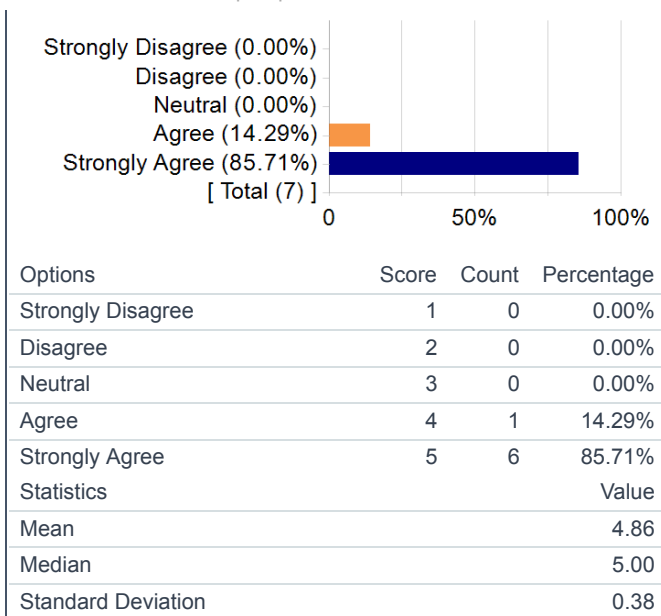 Strongly Disagree (0.00%)
Disagree (0.00%)
Neutral (0.00%)
Agree (14.29%)
Strongly Agree (85.71%)
[ Total (7) ]
0 50% 100%
Options Score Count Percentage
Strongly Disagree 1 0 0.00%
Disagree 2 0 0.00%
Neutral 3 0 0.00%
Agree 4 1 14.29%
Strongly Agree 5 6 85.71%
Statistics Value
Mean 4.86
Median 5.00
Standard Deviation 0.38